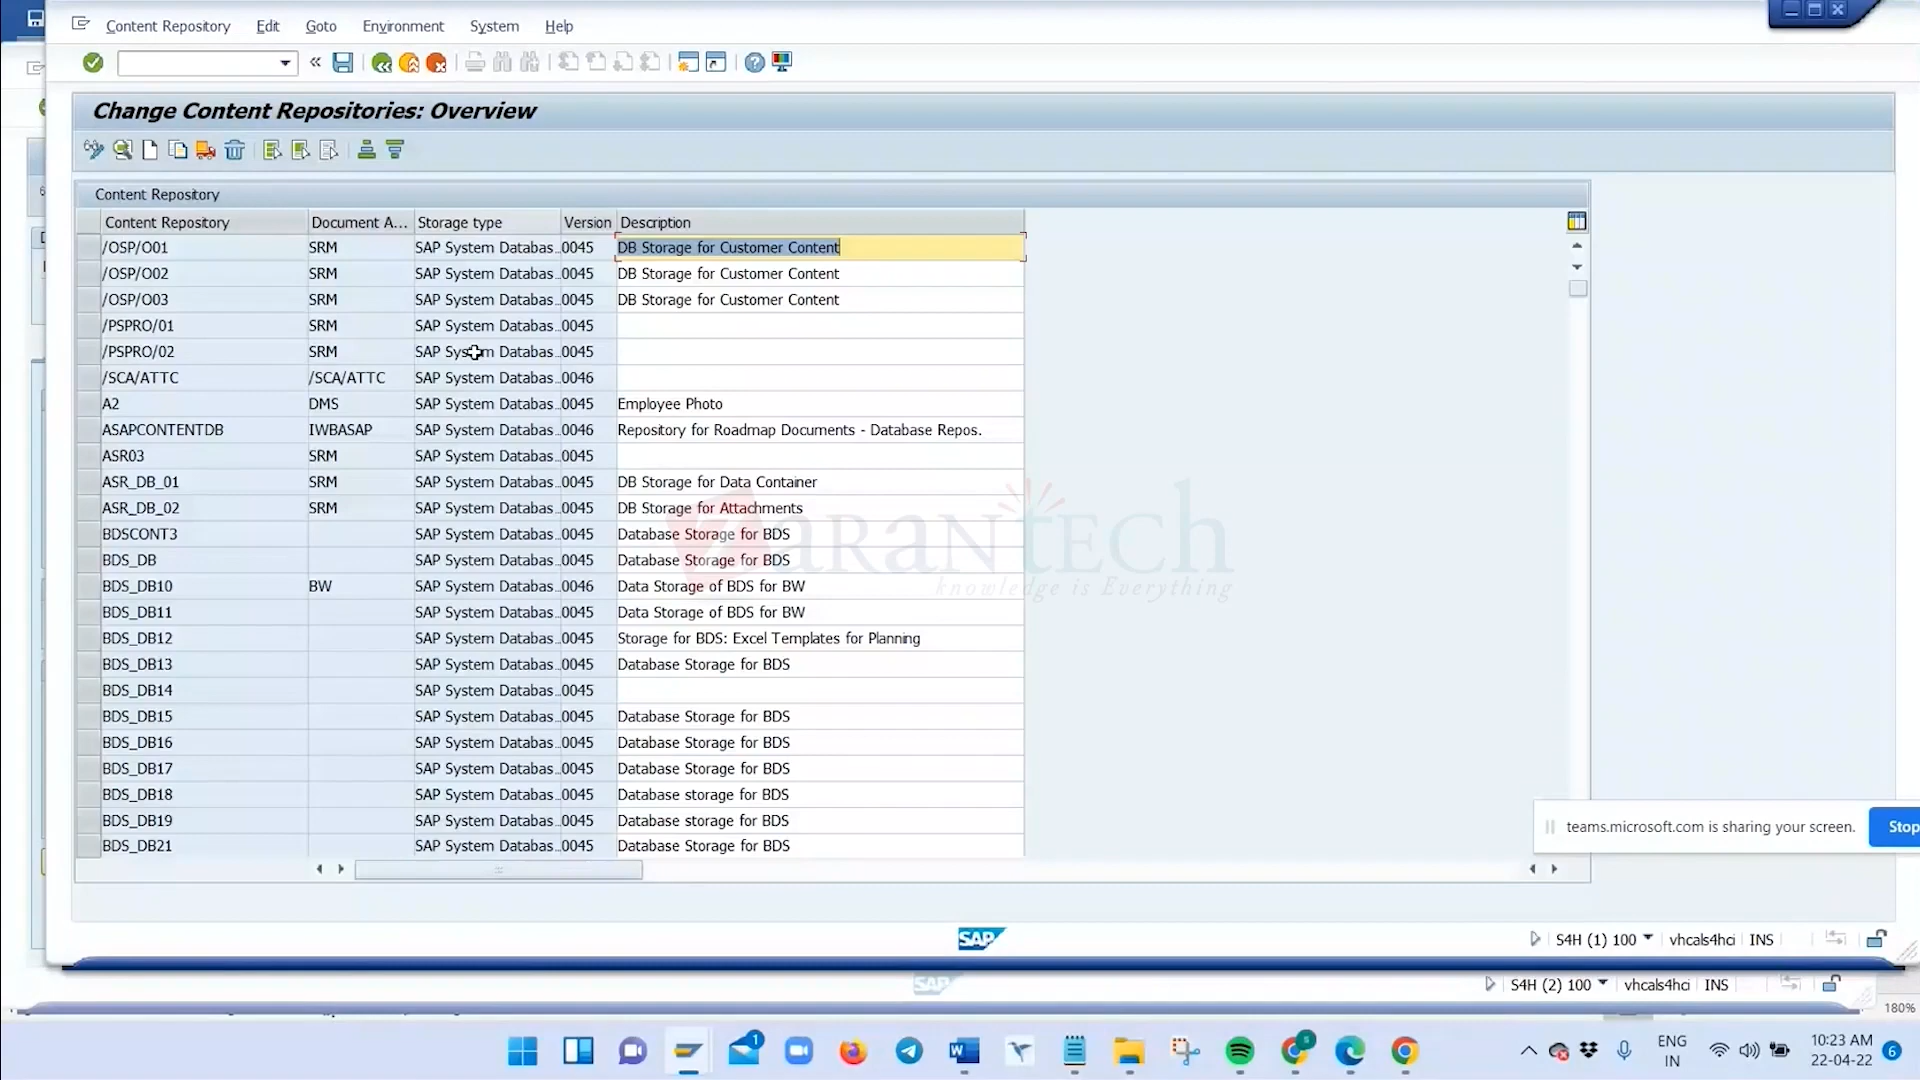 Content Repository Edit Goto Environment System Help
Change Content Repositories: Overview
Content Repository
Content Repository Document A... Storage type Version Description
/OSP/O01 SRM SAP System Databas... 0045 DB Storage for Customer Content
/OSP/O02 SRM SAP System Databas... 0045 DB Storage for Customer Content
/OSP/O03 SRM SAP System Databas... 0045 DB Storage for Customer Content
/PSPRO/01 SRM SAP System Databas... 0045
/PSPRO/02 SRM SAP System Databas... 0045
/SCA/ATTC /SCA/ATTC SAP System Databas... 0046
A2 DMS SAP System Databas... 0045 Employee Photo
ASAPCONTENTDB IWBASAP SAP System Databas... 0046 Repository for Roadmap Documents - Database Repos.
ASR03 SRM SAP System Databas... 0045
ASR_DB_01 SRM SAP System Databas... 0045 DB Storage for Data Container
ASR_DB_02 SRM SAP System Databas... 0045 DB Storage for Attachments
BDSCONT3 SAP System Databas... 0045 Database Storage for BDS
BDS_DB SAP System Databas... 0045 Database Storage for BDS
BDS_DB10 BW SAP System Databas... 0046 Data Storage of BDS for BW
BDS_DB11 SAP System Databas... 0045 Data Storage of BDS for BW
BDS_DB12 SAP System Databas... 0045 Storage for BDS: Excel Templates for Planning
BDS_DB13 SAP System Databas... 0045 Database Storage for BDS
BDS_DB14 SAP System Databas... 0045
BDS_DB15 SAP System Databas... 0045 Database Storage for BDS
BDS_DB16 SAP System Databas... 0045 Database Storage for BDS
BDS_DB17 SAP System Databas... 0045 Database Storage for BDS
BDS_DB18 SAP System Databas... 0045 Database storage for BDS
BDS_DB19 SAP System Databas... 0045 Database storage for BDS
BDS_DB21 SAP System Databas... 0045 Database Storage for BDS
ZaranTech
knowledge is Everything
teams.microsoft.com is sharing your screen. Stop
SAP S4H (1) 100 vhcals4hci INS
SAP S4H (2) 100 vhcals4hci INS
180%
1
ENG
IN
10:23 AM
22-04-22
6